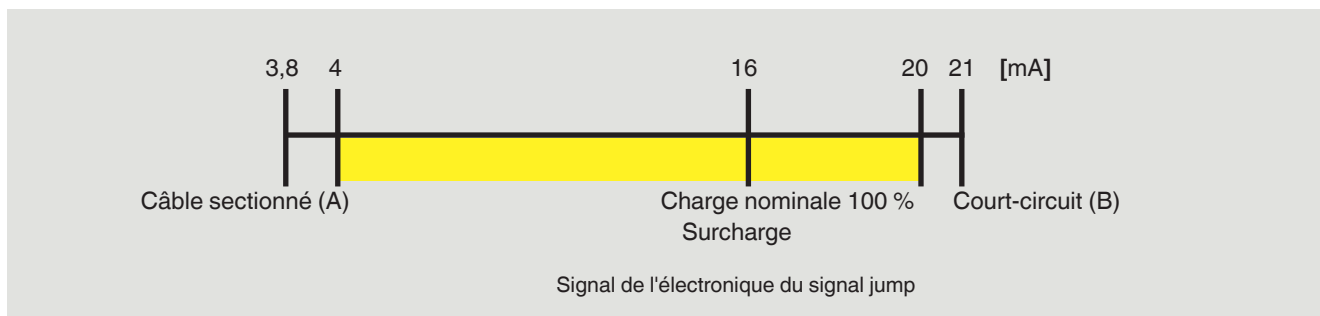 3,8 4 16 20 21 [mA]
Câble sectionné (A) Charge nominale 100 % Court-circuit (B)
Surcharge
Signal de l'électronique du signal jump